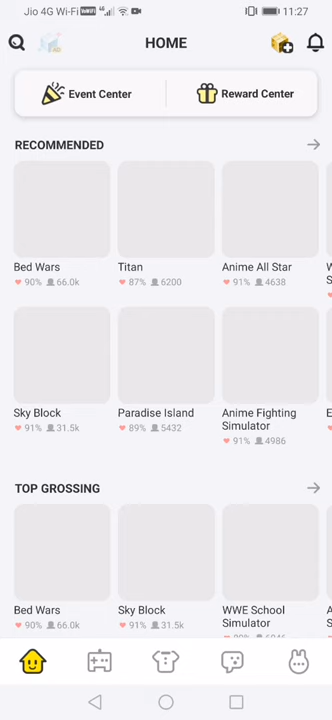 Jio 4G Wi-Fi 11:27
HOME
Event Center Reward Center
RECOMMENDED
Bed Wars Titan Anime All Star
90% 66.0k 87% 6200 91% 4638
Sky Block Paradise Island Anime Fighting
Simulator
91% 31.5k 89% 5432 91% 4986
TOP GROSSING
Bed Wars Sky Block WWE School
Simulator
90% 66.0k 91% 31.5k